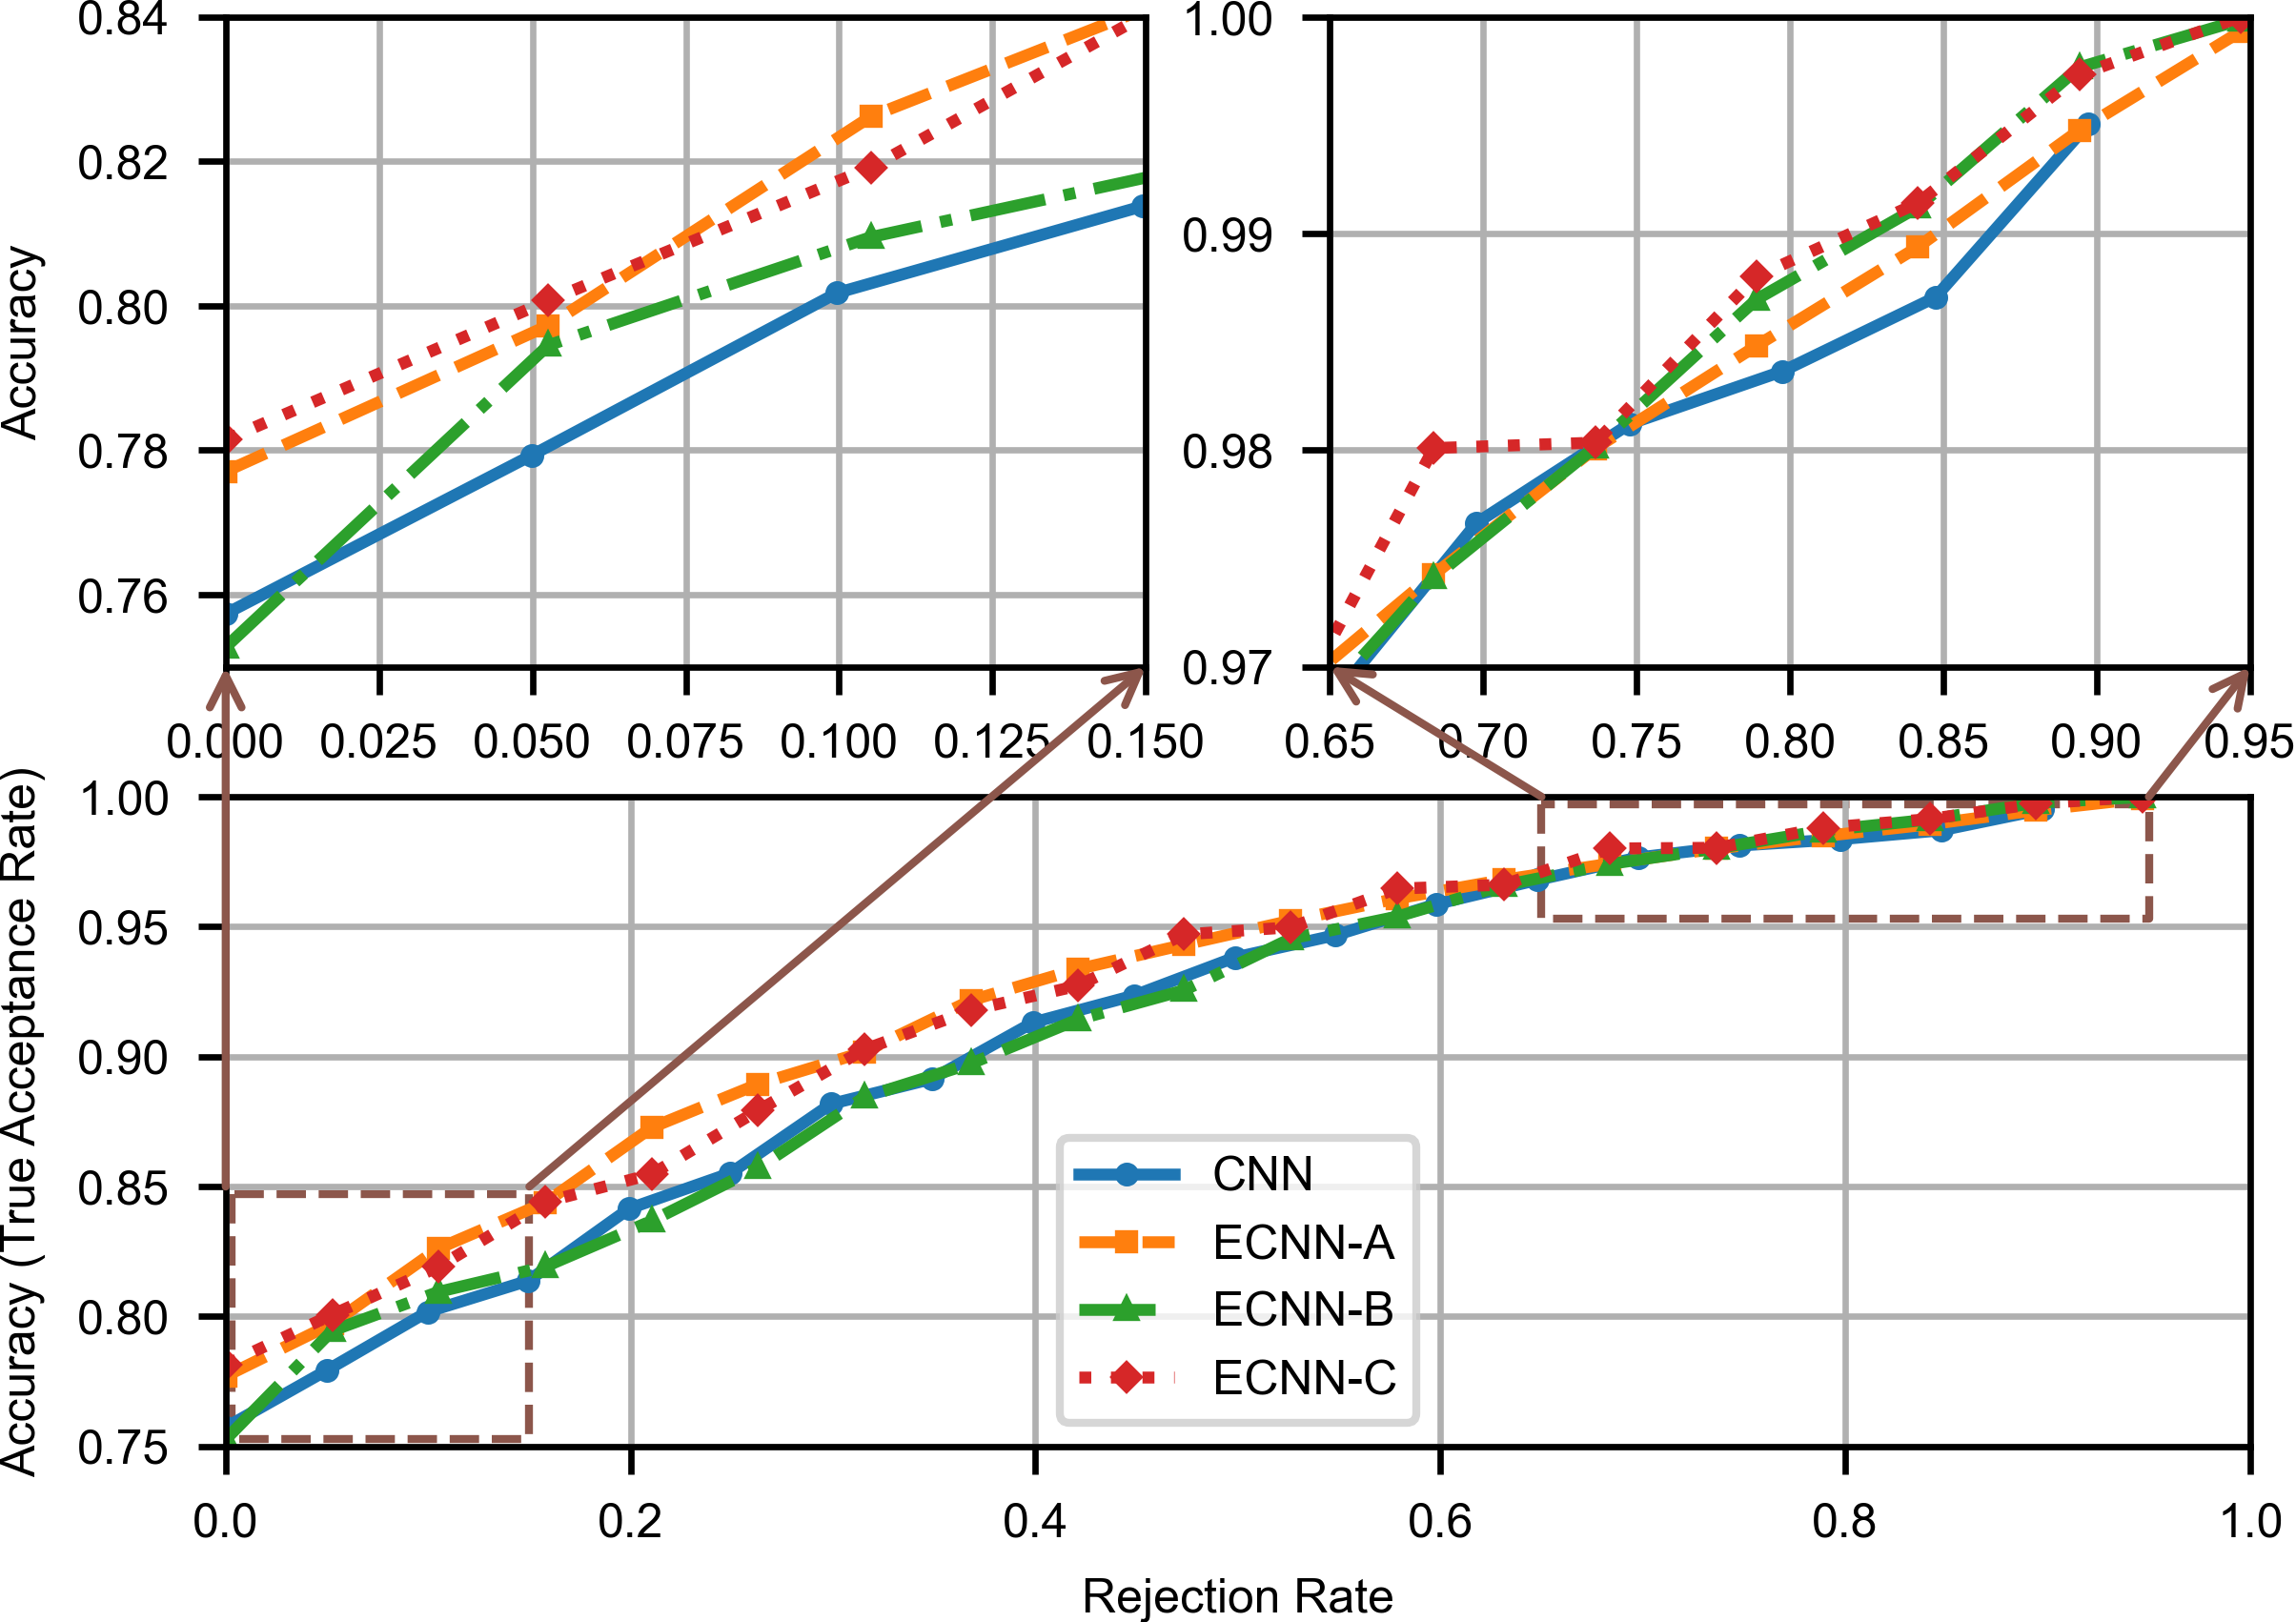 0.84
0.82
0.80
0.78
0.76
Accuracy
0.000 0.025 0.050 0.075 0.100 0.125 0.150
1.00
0.99
0.98
0.97
0.65 0.70 0.75 0.80 0.85 0.90 0.95
1.00
0.95
0.90
0.85
0.80
0.75
Accuracy (True Acceptance Rate)
CNN
ECNN-A
ECNN-B
ECNN-C
0.0 0.2 0.4 0.6 0.8 1.0
Rejection Rate